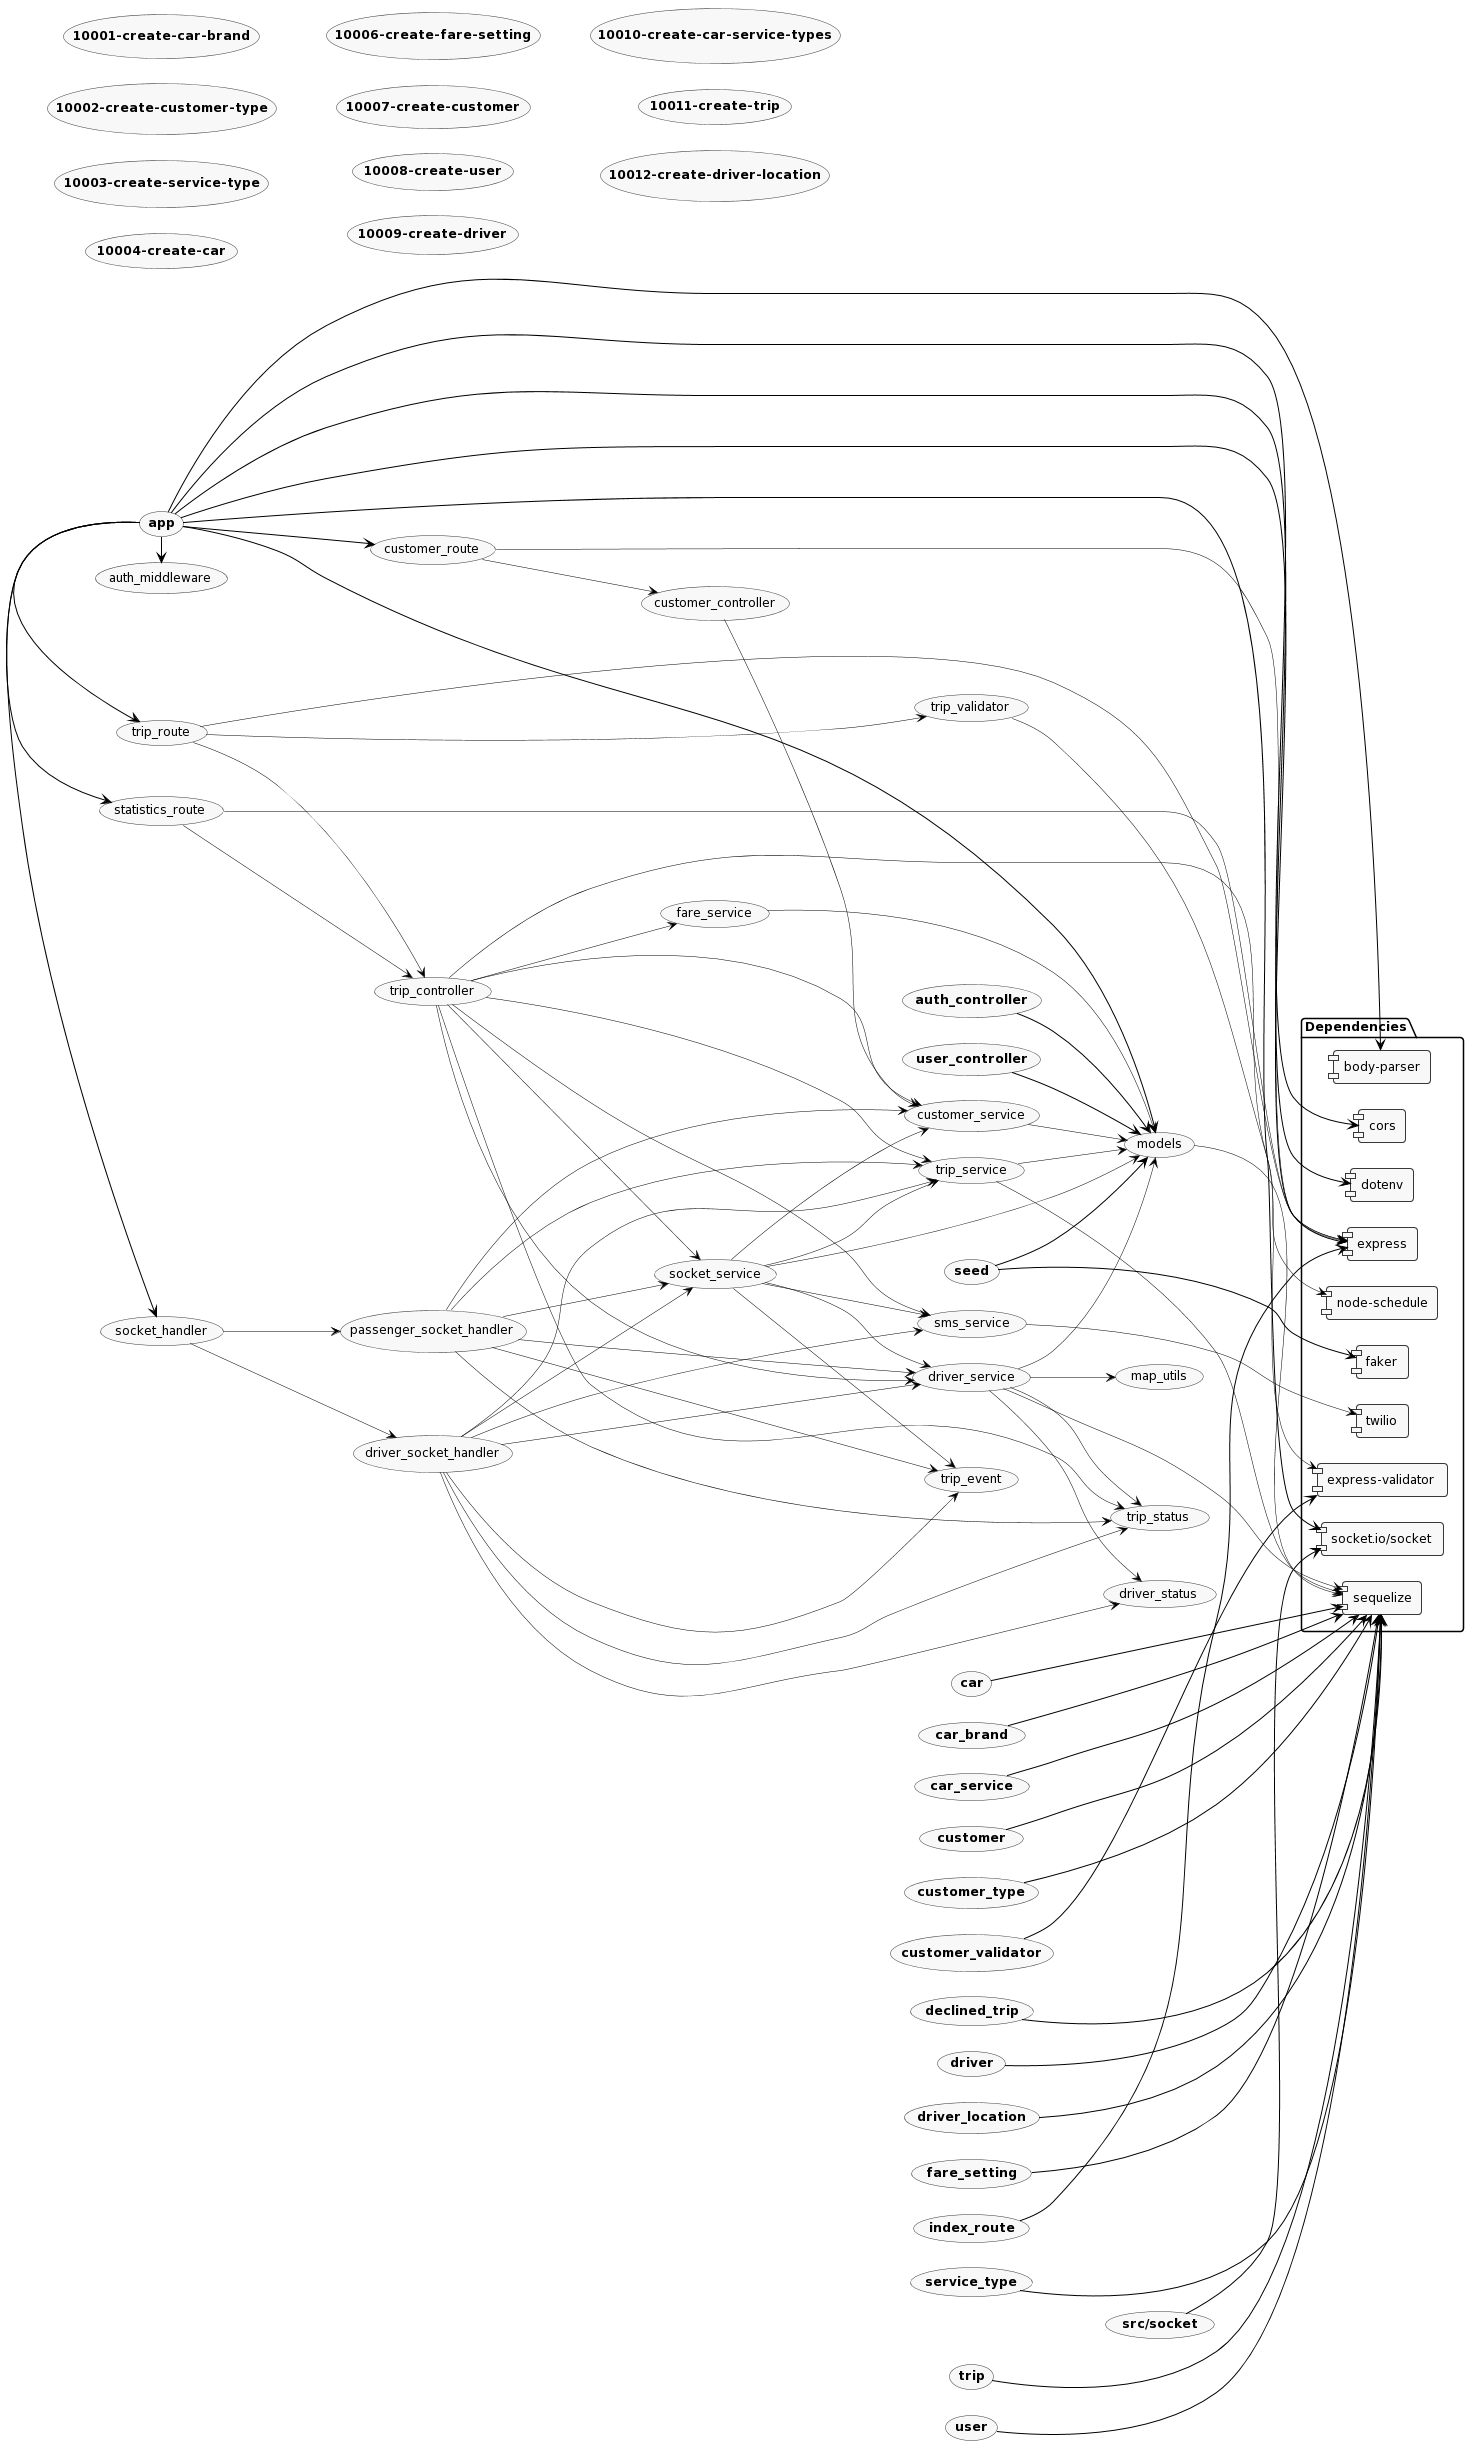 10001-create-car-brand
10006-create-fare-setting
10010-create-car-service-types
10002-create-customer-type
10007-create-customer
10011-create-trip
10003-create-service-type
10008-create-user
10012-create-driver-location
10004-create-car
10009-create-driver
app
customer_route
auth_middleware
customer_controller
trip_validator
trip_route
statistics_route
fare_service
trip_controller
auth_controller
Dependencies
user_controller
body-parser
customer_service
cors
models
trip_service
dotenv
express
seed
socket_service
node-schedule
sms_service
socket_handler
passenger_socket_handler
faker
driver_service
map_utils
twilio
driver_socket_handler
trip_event
express-validator
trip_status
socket.io/socket
driver_status
sequelize
car
car_brand
car_service
customer
customer_type
customer_validator
declined_trip
driver
driver_location
fare_setting
index_route
service_type
src/socket
trip
user